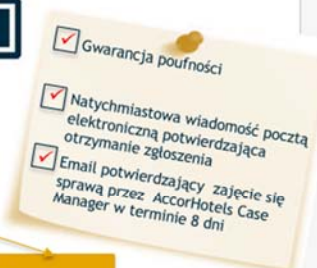 Gwarancja poufności
Natychmiastowa wiadomość pocztą
elektroniczną potwierdzająca
otrzymanie zgłoszenia
Email potwierdzający zajęcie się
sprawą przez AccorHotels Case
Manager w terminie 8 dni